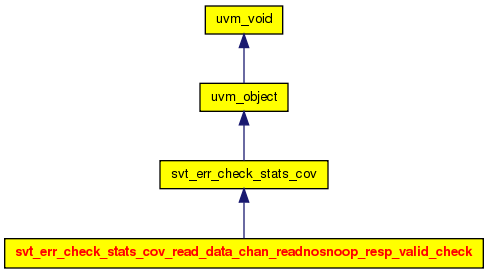 uvm_void
uvm_object
svt_err_check_stats_cov
svt_err_check_stats_cov_read_data_chan_readnosnoop_resp_valid_check